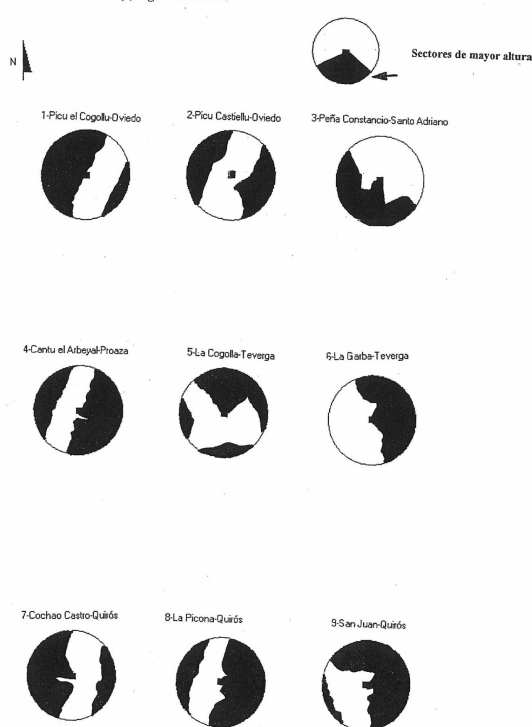 N
Sectores de mayor altura
1-Picu el Cogollu-Oviedo
2-Picu Castiellu-Oviedo
3-Peña Constancio-Santo Adriano
4-Cantu el Arbeyal-Proaza
5-La Cogolla-Teverga
6-La Garba-Teverga
7-Cochao Castro-Quirós
8-La Picona-Quirós
9-San Juan-Quirós